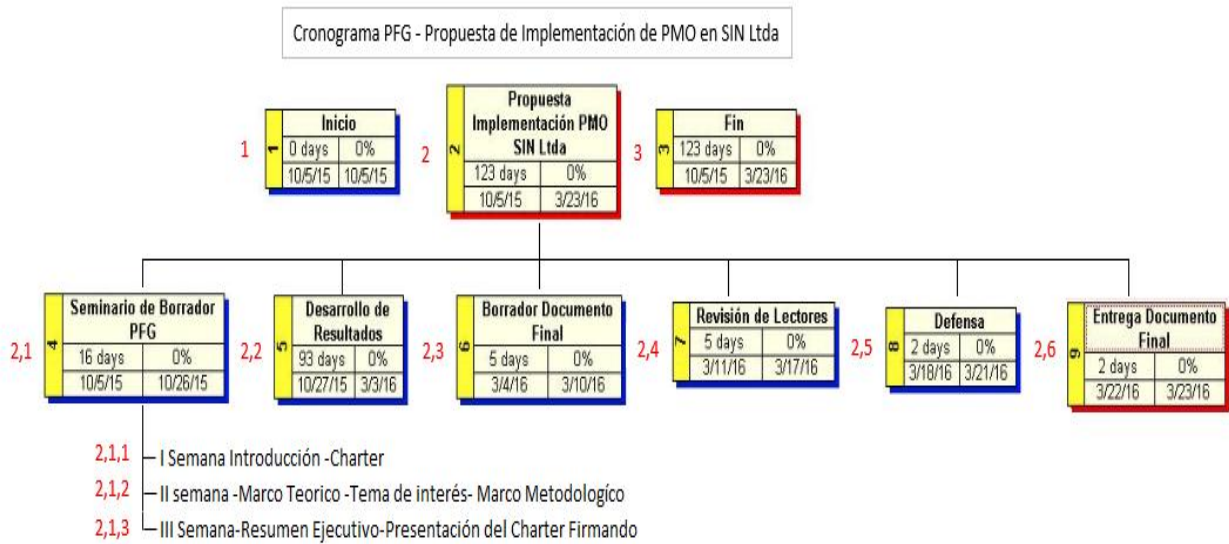 Cronograma PFG - Propuesta de Implementación de PMO en SIN Ltda
1
1
Inicio
0 days 0%
10/5/15 10/5/15
2
2
Propuesta
Implementación PMO
SIN Ltda
123 days 0%
10/5/15 3/23/16
3
3
Fin
123 days 0%
10/5/15 3/23/16
2,1
4
Seminario de Borrador
PFG
16 days 0%
10/5/15 10/26/15
2,2
5
Desarrollo de
Resultados
93 days 0%
10/27/15 3/3/16
2,3
6
Borrador Documento
Final
5 days 0%
3/4/16 3/10/16
2,4
7
Revisión de Lectores
5 days 0%
3/11/16 3/17/16
2,5
8
Defensa
2 days 0%
3/18/16 3/21/16
2,6
9
Entrega Documento
Final
2 days 0%
3/22/16 3/23/16
2,1,1 I Semana Introducción -Charter
2,1,2 II semana -Marco Teorico -Tema de interés- Marco Metodologíco
2,1,3 III Semana-Resumen Ejecutivo-Presentación del Charter Firmando